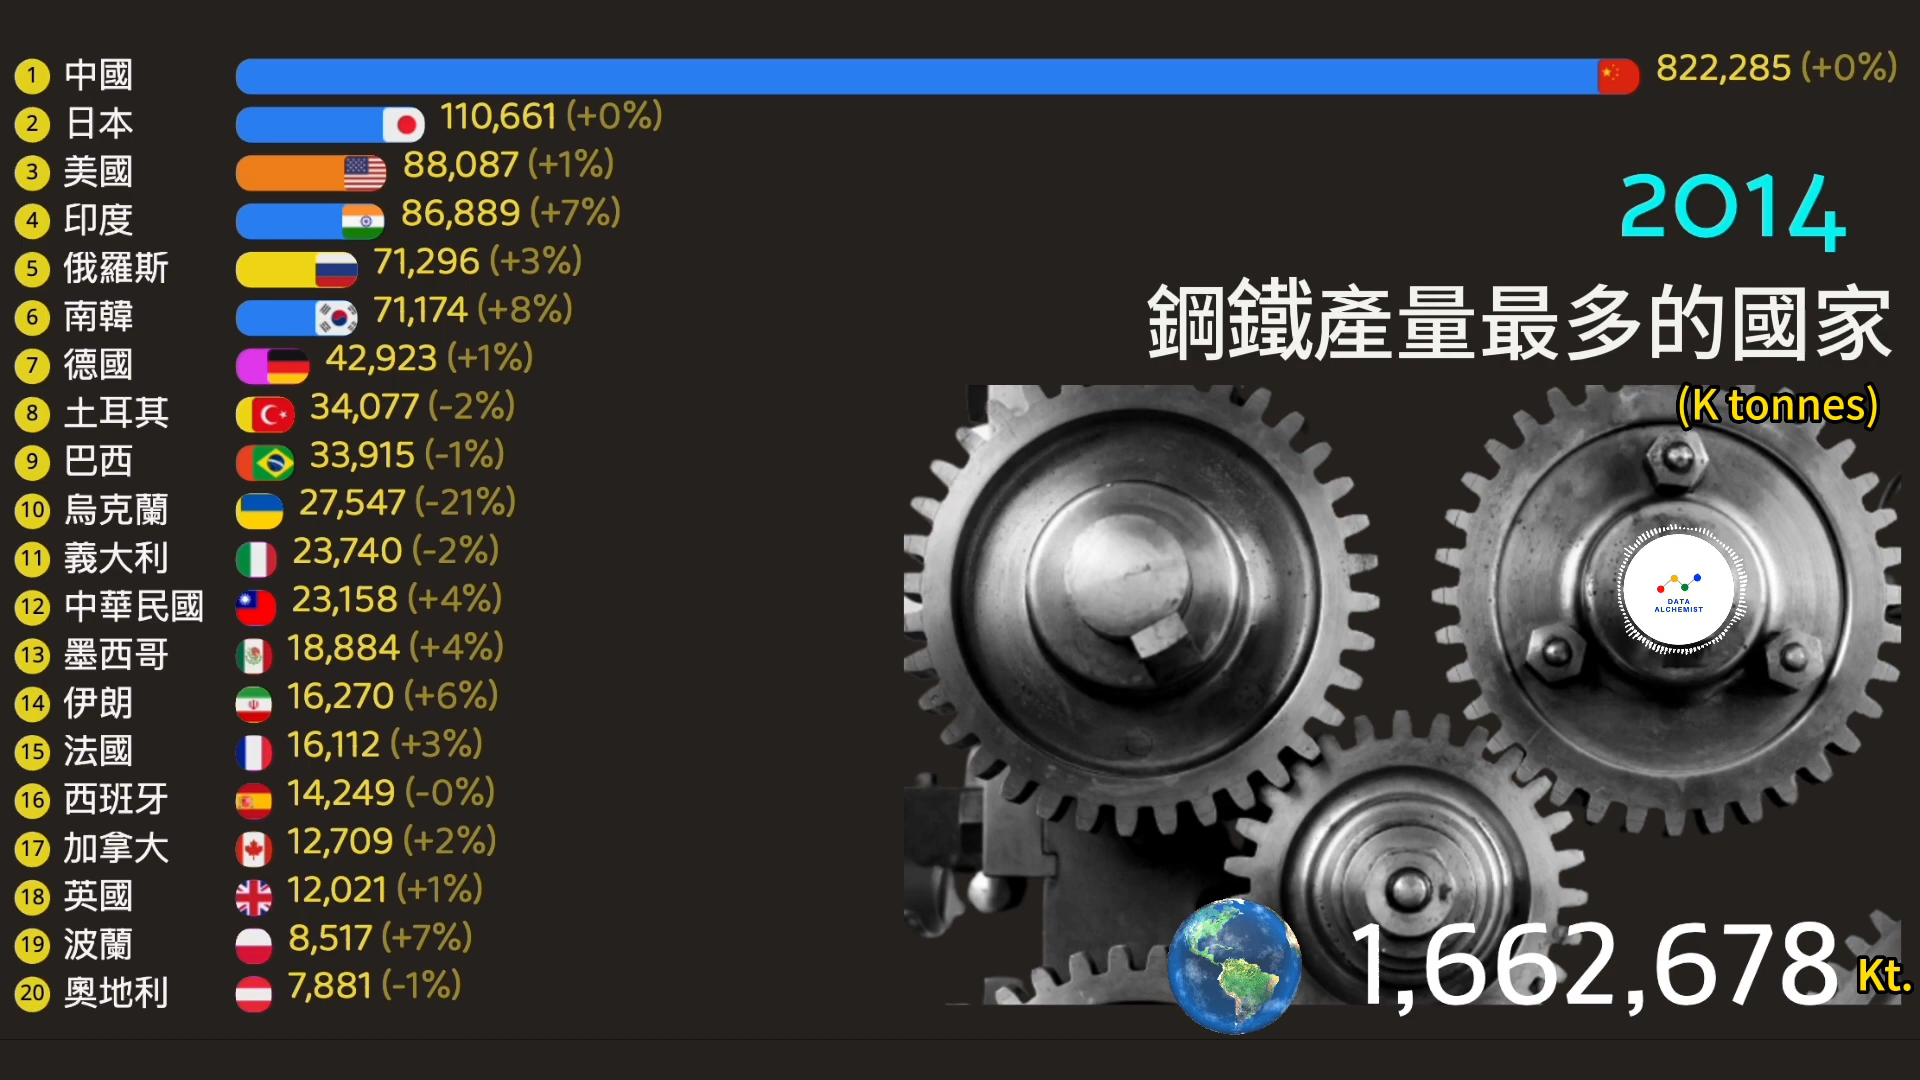 1 中國 822,285 (+0%)
2 日本 110,661 (+0%)
3 美國 88,087 (+1%)
4 印度 86,889 (+7%)
5 俄羅斯 71,296 (+3%)
6 南韓 71,174 (+8%)
7 德國 42,923 (+1%)
8 土耳其 34,077 (-2%)
9 巴西 33,915 (-1%)
10 烏克蘭 27,547 (-21%)
11 義大利 23,740 (-2%)
12 中華民國 23,158 (+4%)
13 墨西哥 18,884 (+4%)
14 伊朗 16,270 (+6%)
15 法國 16,112 (+3%)
16 西班牙 14,249 (-0%)
17 加拿大 12,709 (+2%)
18 英國 12,021 (+1%)
19 波蘭 8,517 (+7%)
20 奧地利 7,881 (-1%)
2014
鋼鐵產量最多的國家
(K tonnes)
DATA
ALCHEMIST
1,662,678 Kt.